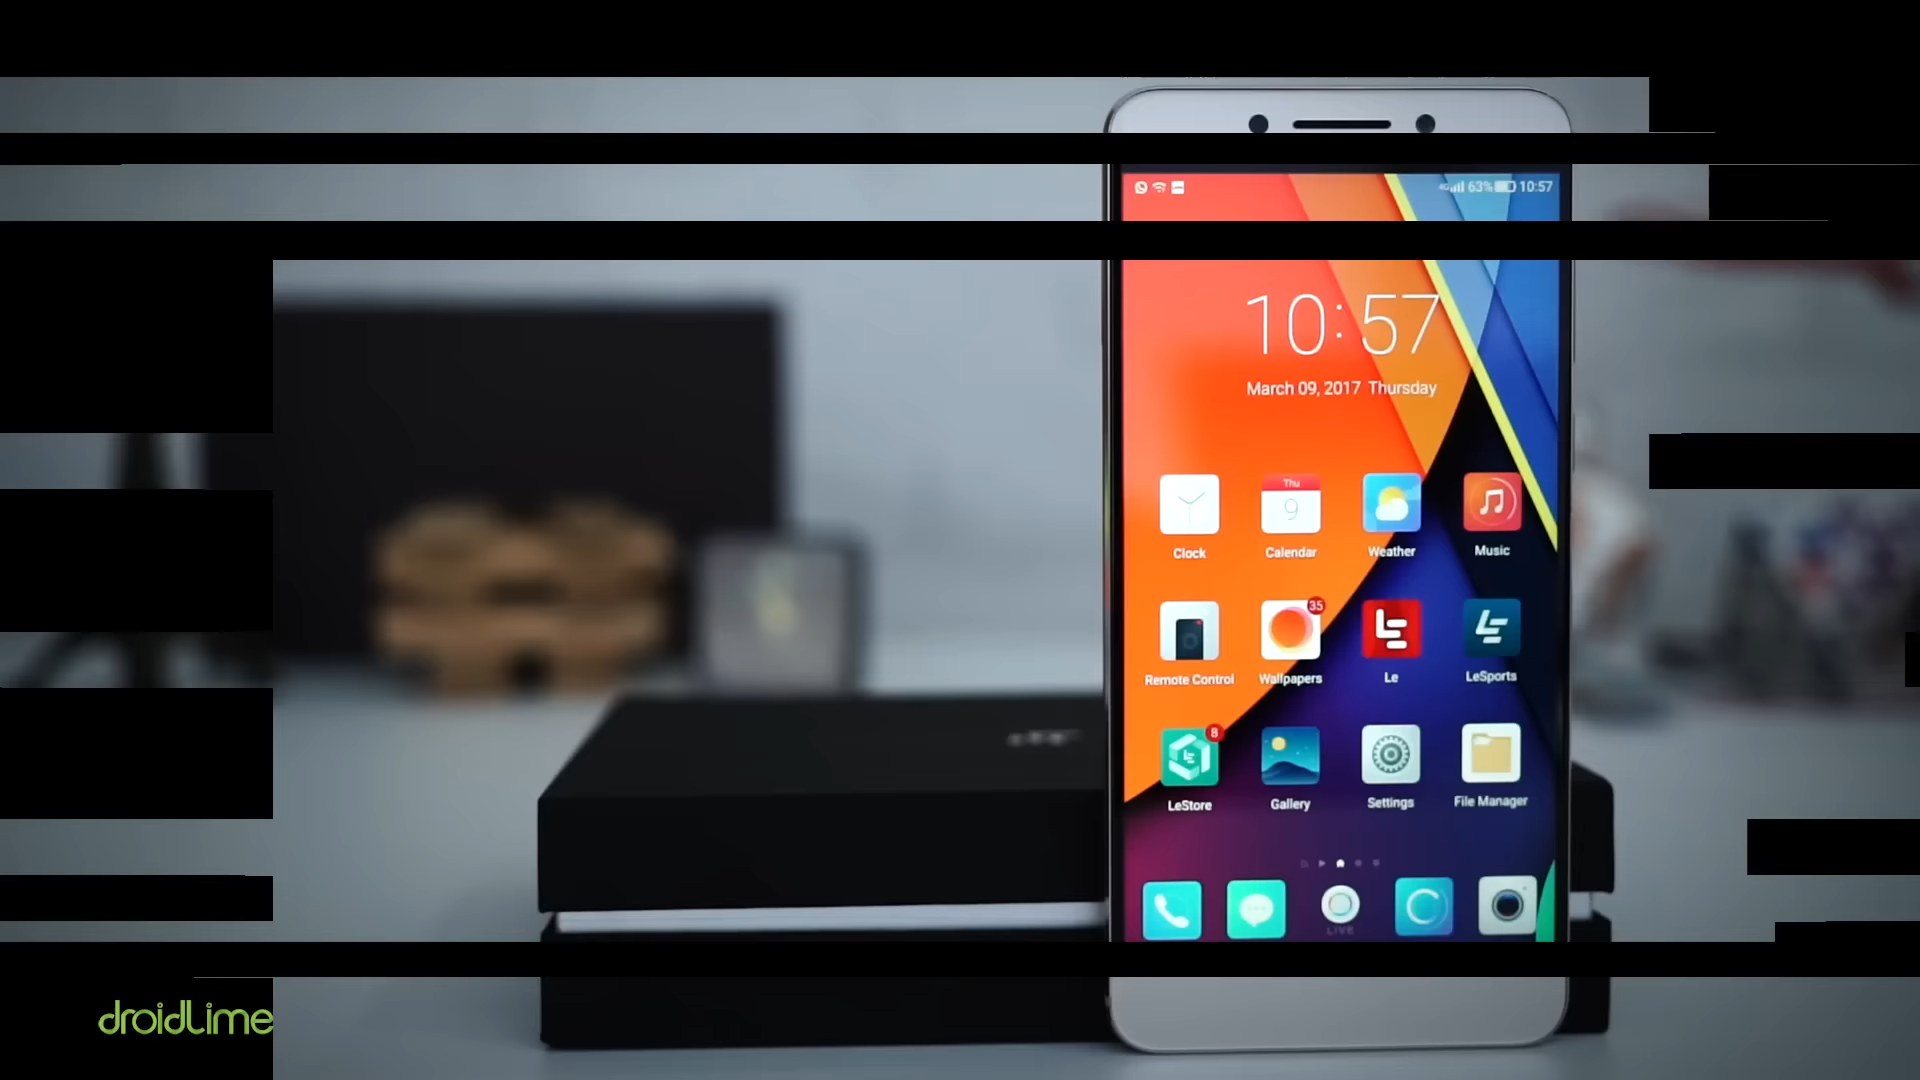 63% 10:57
10:57
March 09, 2017 Thursday
Thu
9
Clock Calendar Weather Music
35
Remote Control Wallpapers Le LeSports
8
LeStore Gallery Settings File Manager
LIVE
droidlime